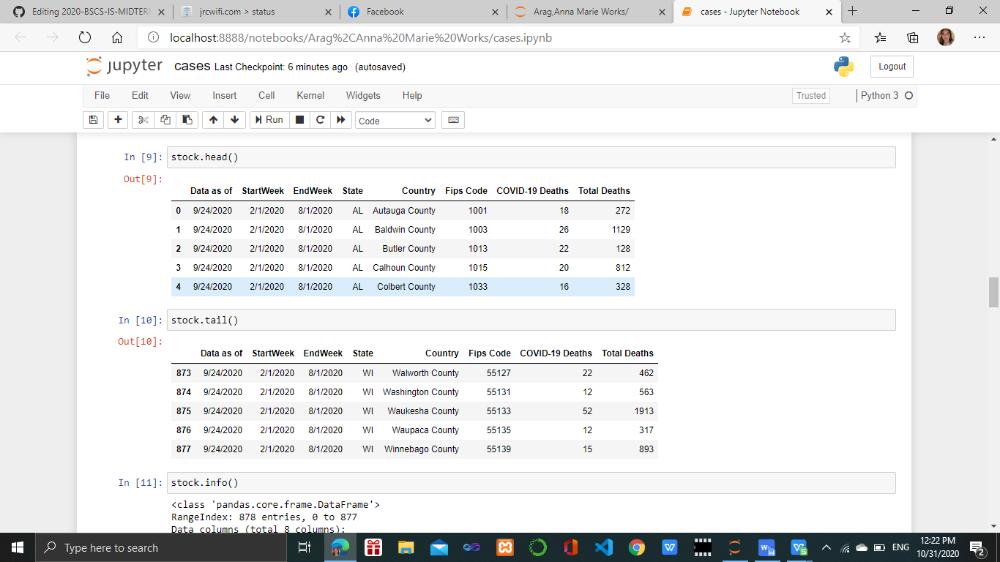 Editing 2020-BSCS-IS-MIDTERM
jrcwifi.com > status
Facebook
Arag,Anna Marie Works/
cases - Jupyter Notebook
localhost:8888/notebooks/Arag%2CAnna%20Marie%20Works/cases.ipynb
jupyter cases Last Checkpoint: 6 minutes ago (autosaved)
Logout
File Edit View Insert Cell Kernel Widgets Help
Trusted
Python 3
Run
Code
In [9]: stock.head()
Out[9]:
Data as of StartWeek EndWeek State Country Fips Code COVID-19 Deaths Total Deaths
0 9/24/2020 2/1/2020 8/1/2020 AL Autauga County 1001 18 272
1 9/24/2020 2/1/2020 8/1/2020 AL Baldwin County 1003 26 1129
2 9/24/2020 2/1/2020 8/1/2020 AL Butler County 1013 22 128
3 9/24/2020 2/1/2020 8/1/2020 AL Calhoun County 1015 20 812
4 9/24/2020 2/1/2020 8/1/2020 AL Colbert County 1033 16 328
In [10]: stock.tail()
Out[10]:
Data as of StartWeek EndWeek State Country Fips Code COVID-19 Deaths Total Deaths
873 9/24/2020 2/1/2020 8/1/2020 WI Walworth County 55127 22 462
874 9/24/2020 2/1/2020 8/1/2020 WI Washington County 55131 12 563
875 9/24/2020 2/1/2020 8/1/2020 WI Waukesha County 55133 52 1913
876 9/24/2020 2/1/2020 8/1/2020 WI Waupaca County 55135 12 317
877 9/24/2020 2/1/2020 8/1/2020 WI Winnebago County 55139 15 893
In [11]: stock.info()
<class 'pandas.core.frame.DataFrame'>
RangeIndex: 878 entries, 0 to 877
Data columns (total 8 columns):
Type here to search
ENG
12:22 PM
10/31/2020
2